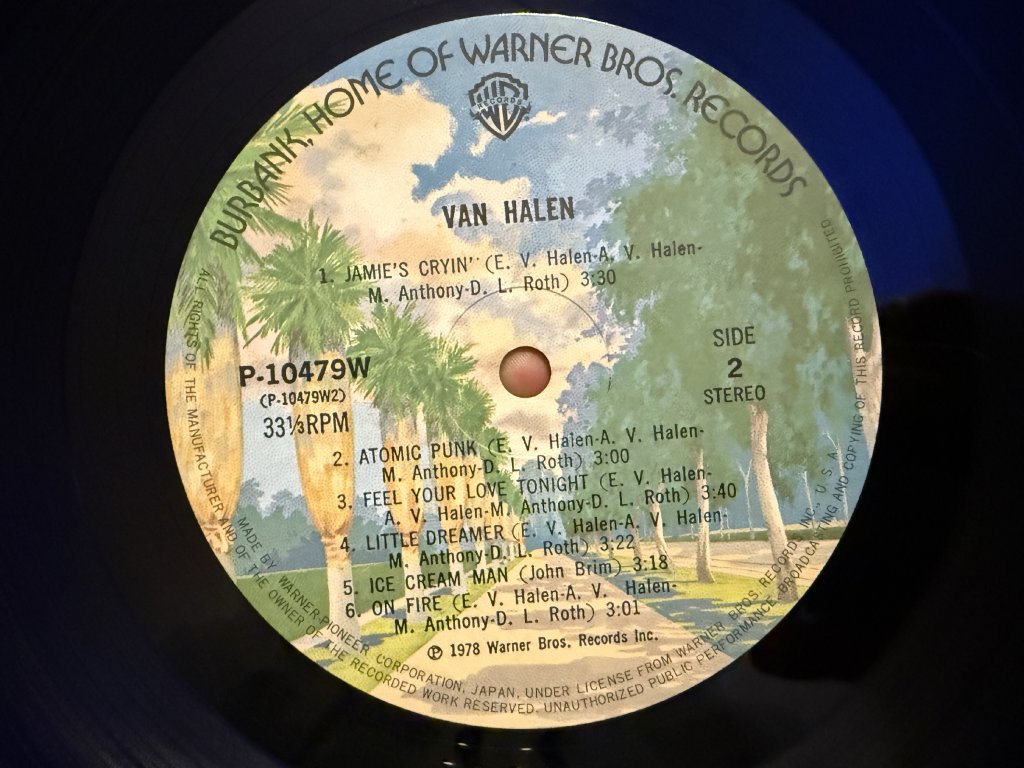 BURBANK, HOME OF WARNER BROS. RECORDS
RECORDS
VAN HALEN
1. JAMIE'S CRYIN' (E. V. Halen-A. V. Halen-
M. Anthony-D. L. Roth) 3:30
P-10479W
(P-10479W2)
33⅓RPM
SIDE
2
STEREO
2. ATOMIC PUNK (E. V. Halen-A. V. Halen-
M. Anthony-D. L. Roth) 3:00
3. FEEL YOUR LOVE TONIGHT (E. V. Halen-
A. V. Halen-M. Anthony-D. L. Roth) 3:40
4. LITTLE DREAMER (E. V. Halen-A. V. Halen-
M. Anthony-D. L. Roth) 3:22
5. ICE CREAM MAN (John Brim) 3:18
6. ON FIRE (E. V. Halen-A. V. Halen-
M. Anthony-D. L. Roth) 3:01
Ⓟ 1978 Warner Bros. Records Inc.
MADE BY WARNER-PIONEER CORPORATION, JAPAN, UNDER LICENSE FROM WARNER BROS. RECORD, INC., U.S.A.
ALL RIGHTS OF THE MANUFACTURER AND OF THE OWNER OF THE RECORDED WORK RESERVED. UNAUTHORIZED PUBLIC PERFORMANCE, BROADCASTING AND COPYING OF THIS RECORD PROHIBITED